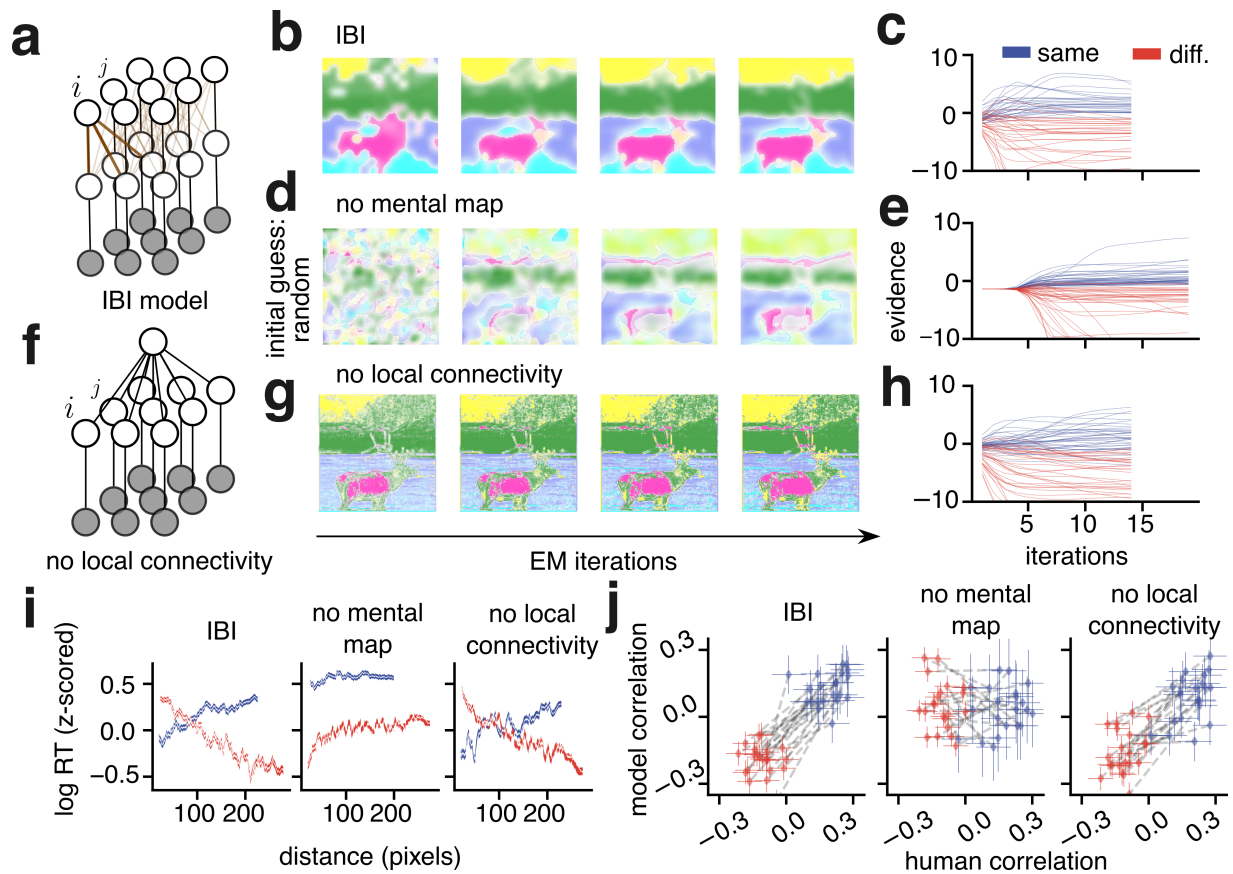 a
i
j
IBI model
b
IBI
c
same
diff.
10
0
−10
d
no mental map
initial guess:
random
e
evidence
10
0
−10
f
i
j
no local connectivity
g
no local connectivity
EM iterations
h
10
0
−10
5 10 15
iterations
i
IBI
no mental
map
no local
connectivity
log RT (z-scored)
0.5
0.0
−0.5
100 200
100 200
100 200
distance (pixels)
j
IBI
no mental
map
no local
connectivity
model correlation
0.3
0.0
−0.3
−0.3 0.0 0.3
−0.3 0.0 0.3
−0.3 0.0 0.3
human correlation